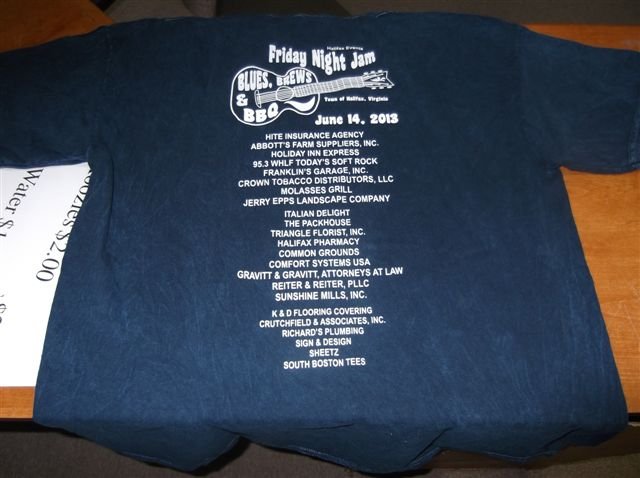 Halifax Events
Friday Night Jam
BLUES, BREWS
& BBQ
Town of Halifax, Virginia
June 14, 2013
HITE INSURANCE AGENCY
ABBOTT'S FARM SUPPLIERS, INC.
HOLIDAY INN EXPRESS
95.3 WHLF TODAY'S SOFT ROCK
FRANKLIN'S GARAGE, INC.
CROWN TOBACCO DISTRIBUTORS, LLC
MOLASSES GRILL
JERRY EPPS LANDSCAPE COMPANY
ITALIAN DELIGHT
THE PACKHOUSE
TRIANGLE FLORIST, INC.
HALIFAX PHARMACY
COMMON GROUNDS
COMFORT SYSTEMS USA
GRAVITT & GRAVITT, ATTORNEYS AT LAW
REITER & REITER, PLLC
SUNSHINE MILLS, INC.
K & D FLOORING COVERING
CRUTCHFIELD & ASSOCIATES, INC.
RICHARD'S PLUMBING
SIGN & DESIGN
SHEETZ
SOUTH BOSTON TEES
$2.00
Water